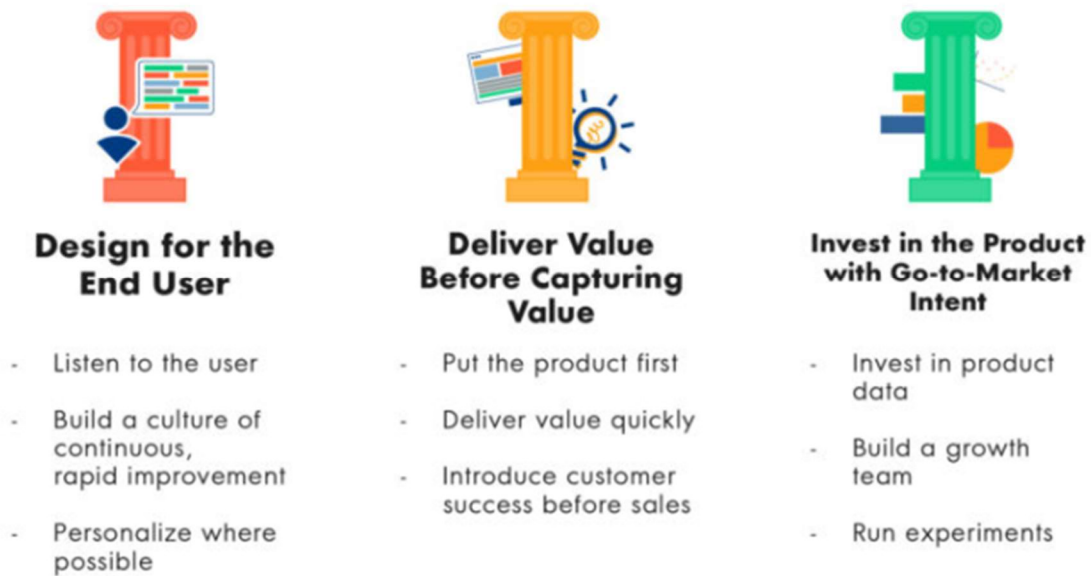 Design for the
End User
- Listen to the user
- Build a culture of
continuous,
rapid improvement
- Personalize where
possible
Deliver Value
Before Capturing
Value
- Put the product first
- Deliver value quickly
- Introduce customer
success before sales
Invest in the Product
with Go-to-Market
Intent
- Invest in product
data
- Build a growth
team
- Run experiments